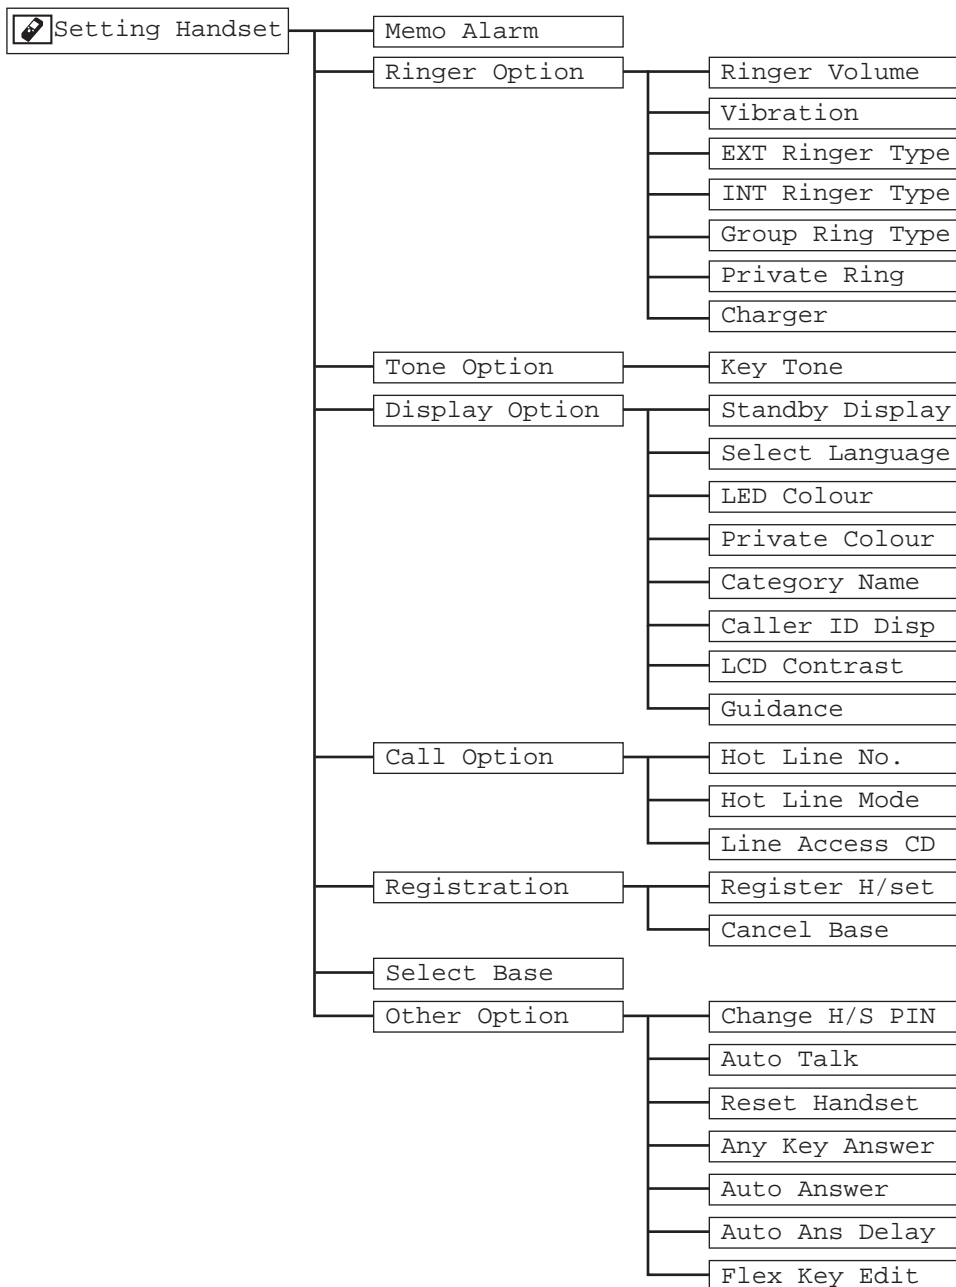 Setting Handset
Memo Alarm
Ringer Option
Ringer Volume
Vibration
EXT Ringer Type
INT Ringer Type
Group Ring Type
Private Ring
Charger
Tone Option
Key Tone
Display Option
Standby Display
Select Language
LED Colour
Private Colour
Category Name
Caller ID Disp
LCD Contrast
Guidance
Call Option
Hot Line No.
Hot Line Mode
Line Access CD
Registration
Register H/set
Cancel Base
Select Base
Other Option
Change H/S PIN
Auto Talk
Reset Handset
Any Key Answer
Auto Answer
Auto Ans Delay
Flex Key Edit